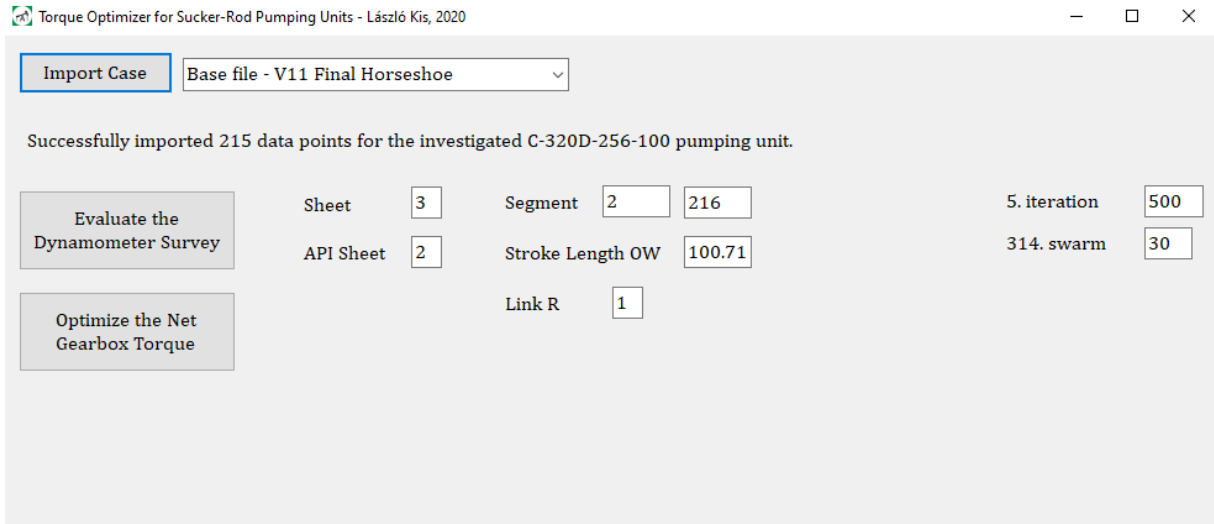 Torque Optimizer for Sucker-Rod Pumping Units - László Kis, 2020
Import Case
Base file - V11 Final Horseshoe
Successfully imported 215 data points for the investigated C-320D-256-100 pumping unit.
Evaluate the
Dynamometer Survey
Sheet 3
API Sheet 2
Segment 2 216
Stroke Length OW 100.71
Link R 1
5. iteration 500
314. swarm 30
Optimize the Net
Gearbox Torque